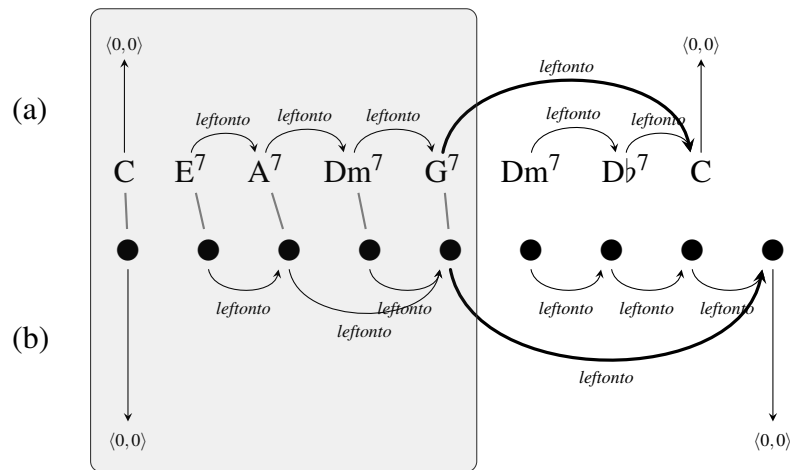 ⟨0,0⟩ ⟨0,0⟩
leftonto
(a)
leftonto leftonto leftonto leftonto leftonto
C E⁷ A⁷ Dm⁷ G⁷ Dm⁷ D♭⁷ C
leftonto leftonto leftonto leftonto leftonto
leftonto
(b)
leftonto
⟨0,0⟩ ⟨0,0⟩